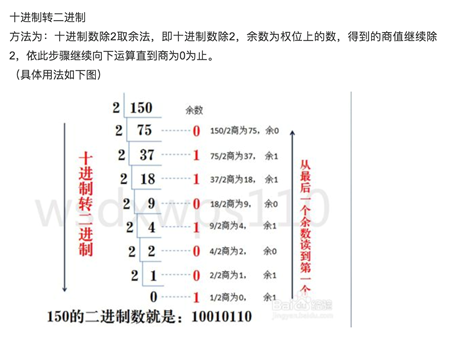 十进制转二进制
方法为：十进制数除2取余法，即十进制数除2，余数为权位上的数，得到的商值继续除
2，依此步骤继续向下运算直到商为0为止。
（具体用法如下图）
2 150 余数
2 75 0 150/2商为75，余0
2 37 1 75/2商为37，余1
2 18 1 37/2商为18，余1
2 9 0 18/2商为9，余0
2 4 1 9/2商为4，余1
2 2 0 4/2商为2，余0
2 1 0 2/2商为1，余1
0 1 1/2商为0，余1
十进制转二进制
从最后一个余数读到第一个
150的二进制数就是：10010110
Baidu经验
jingyan.baidu.com